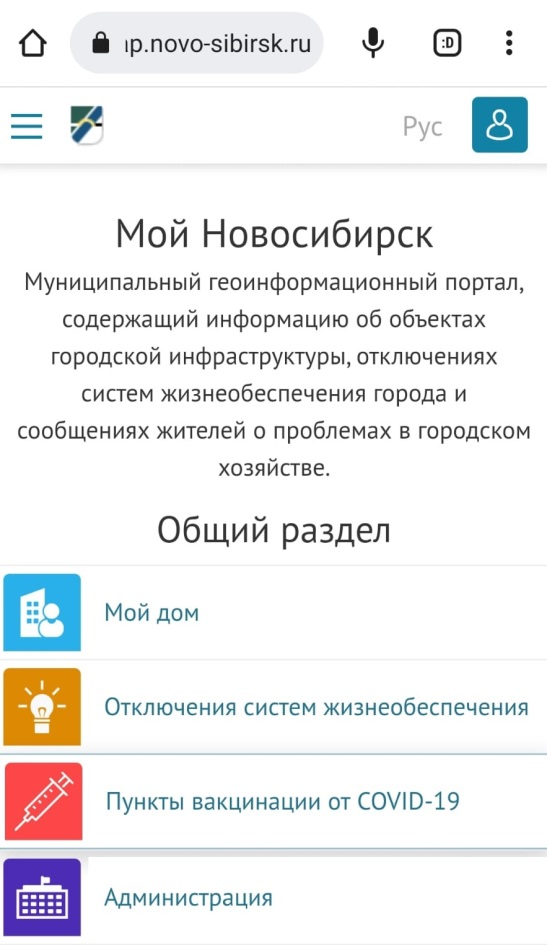 ıp.novo-sibirsk.ru
:D
Рус
Мой Новосибирск
Муниципальный геоинформационный портал,
содержащий информацию об объектах
городской инфраструктуры, отключениях
систем жизнеобеспечения города и
сообщениях жителей о проблемах в городском
хозяйстве.
Общий раздел
Мой дом
Отключения систем жизнеобеспечения
Пункты вакцинации от COVID-19
Администрация